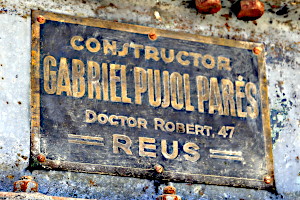 CONSTRUCTOR
GABRIEL PUJOL PARÉS
DOCTOR ROBERT, 47
REUS